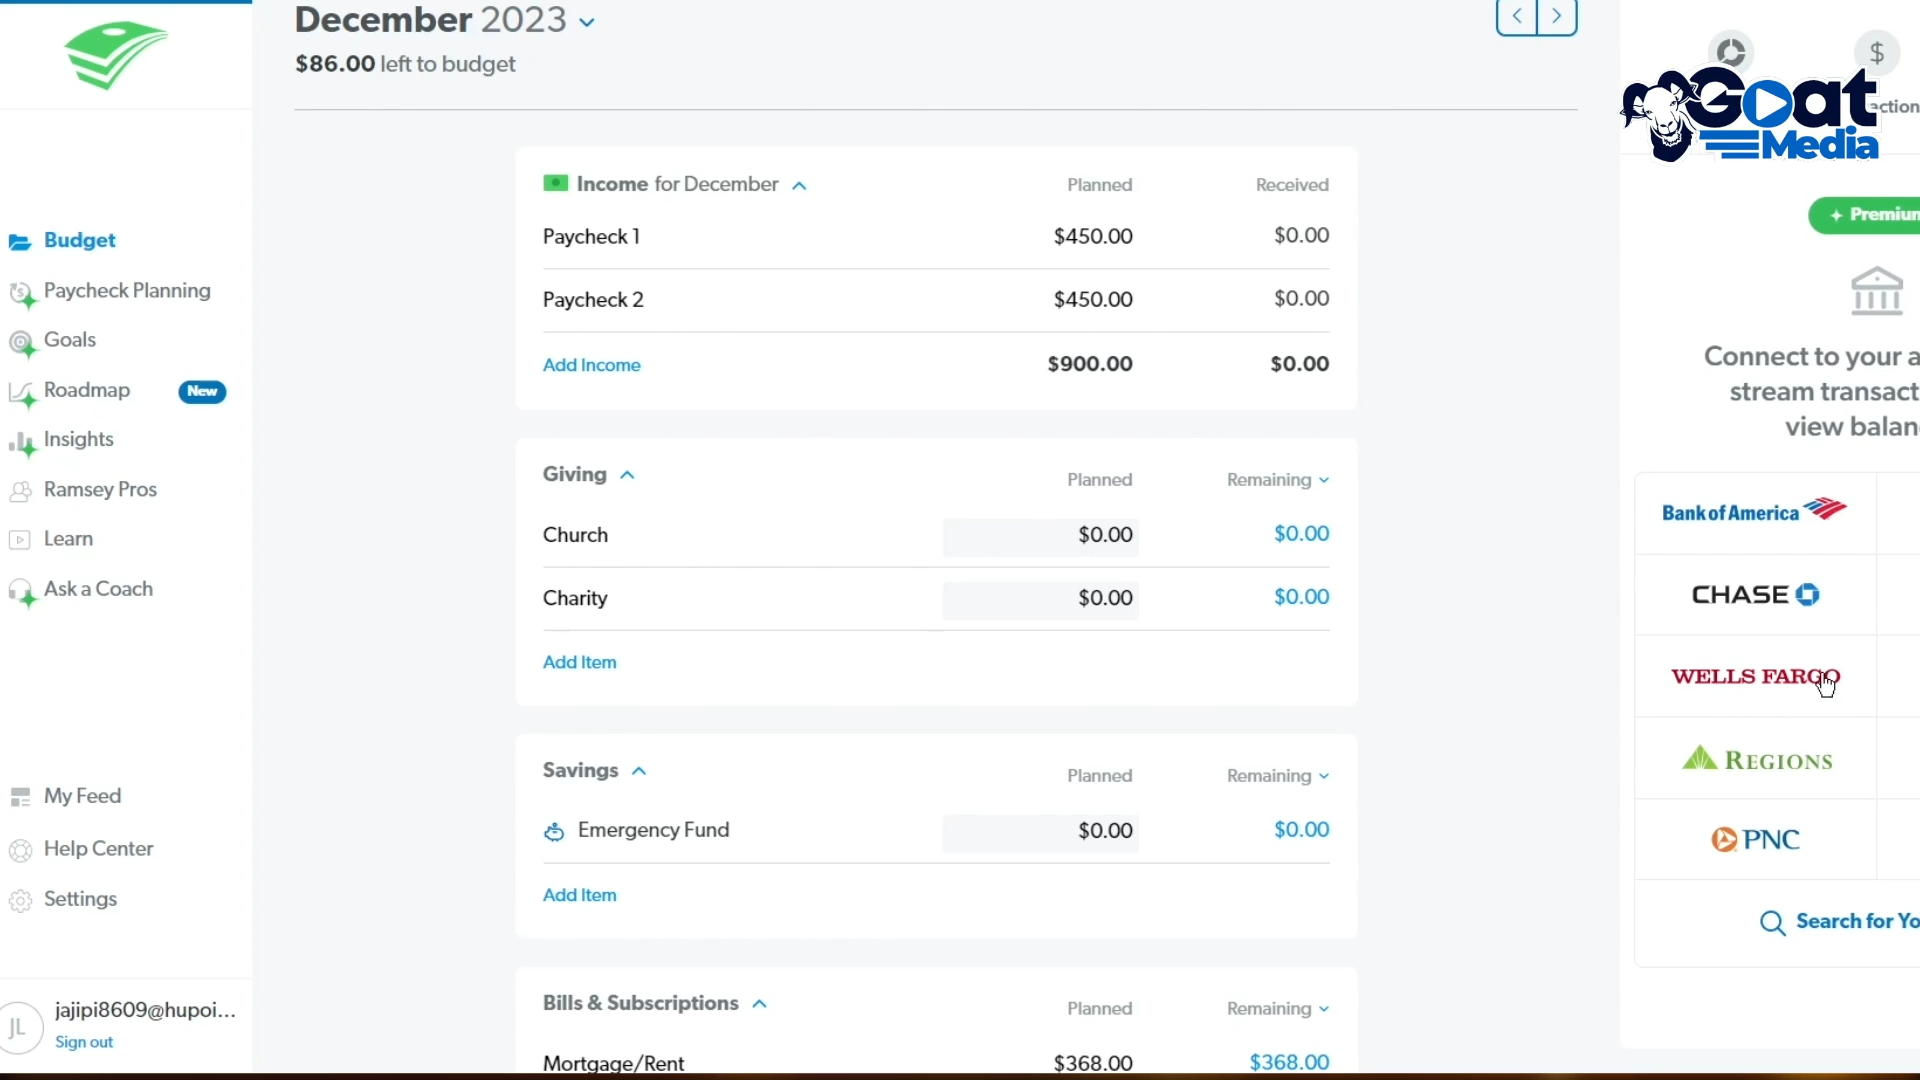 December 2023
$86.00 left to budget
Budget
Paycheck Planning
Goals
Roadmap New
Insights
Ramsey Pros
Learn
Ask a Coach
My Feed
Help Center
Settings
JL
jajipi8609@hupoi...
Sign out
Income for December Planned Received
Paycheck 1 $450.00 $0.00
Paycheck 2 $450.00 $0.00
Add Income $900.00 $0.00
Giving Planned Remaining
Church $0.00 $0.00
Charity $0.00 $0.00
Add Item
Savings Planned Remaining
Emergency Fund $0.00 $0.00
Add Item
Bills & Subscriptions Planned Remaining
Mortgage/Rent $368.00 $368.00
$
Goat
Media
action
Premium
Connect to your a
stream transact
view balan
Bank of America
CHASE
WELLS FARGO
REGIONS
PNC
Search for Yo